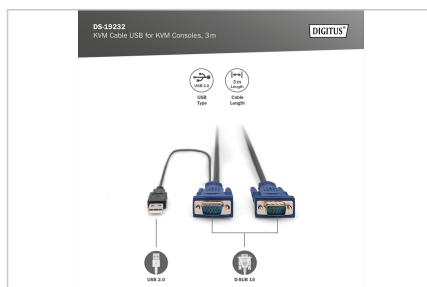 DS-19232
KVM Cable USB for KVM Consoles, 3 m
DIGITUS®
USB 2.0
3 m
Length
USB
Type
Cable
Length
USB 2.0
D-SUB 15